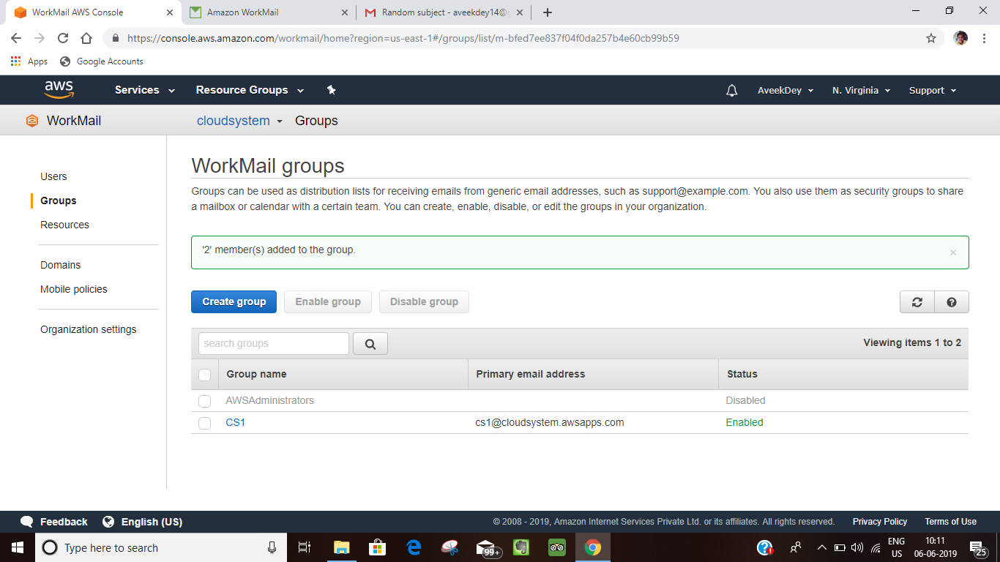 WorkMail AWS Console
Amazon WorkMail
Random subject - aveekdey14@
https://console.aws.amazon.com/workmail/home?region=us-east-1#/groups/list/m-bfed7ee837f04f0da257b4e60cb99b59
Apps
Google Accounts
aws
Services
Resource Groups
AveekDey
N. Virginia
Support
WorkMail
cloudsystem
Groups
Users
Groups
Resources
Domains
Mobile policies
Organization settings
WorkMail groups
Groups can be used as distribution lists for receiving emails from generic email addresses, such as support@example.com. You also use them as security groups to share
a mailbox or calendar with a certain team. You can create, enable, disable, or edit the groups in your organization.
'2' member(s) added to the group.
Create group
Enable group
Disable group
search groups
Viewing items 1 to 2
Group name
Primary email address
Status
AWSAdministrators
Disabled
CS1
cs1@cloudsystem.awsapps.com
Enabled
Feedback
English (US)
© 2008 - 2019, Amazon Internet Services Private Ltd. or its affiliates. All rights reserved.
Privacy Policy
Terms of Use
Type here to search
99+
ENG
US
10:11
06-06-2019
25